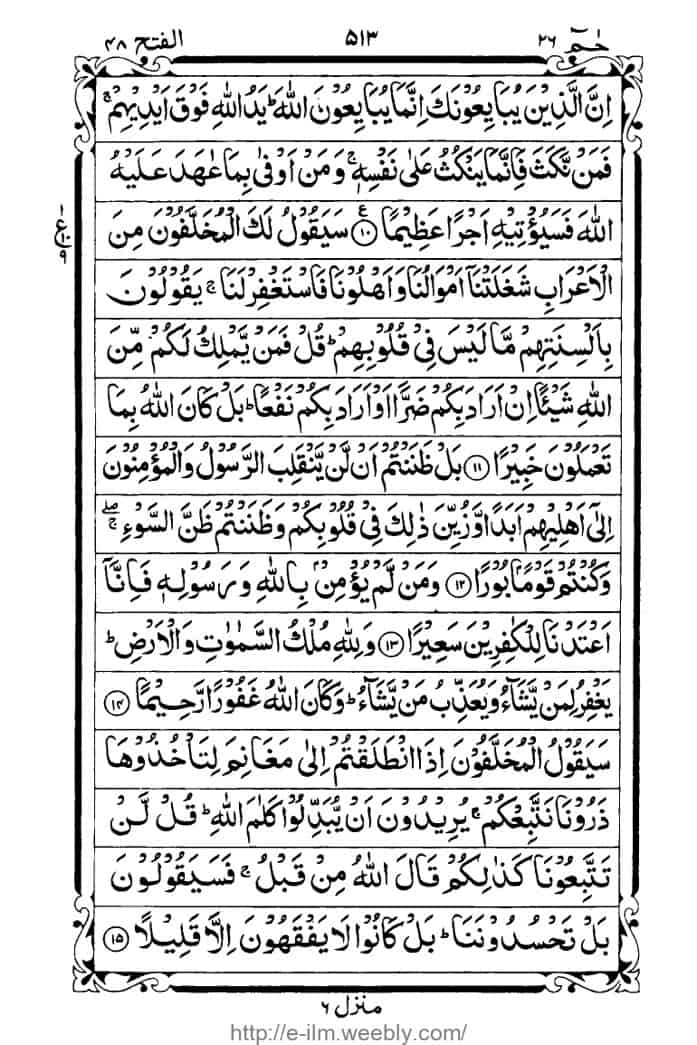 حٰمٓ ٢٦ ٥١٣ الفتح ٤٨
اِنَّ الَّذِيْنَ يُبَايِعُوْنَكَ اِنَّمَا يُبَايِعُوْنَ اللّٰهَ ؕ يَدُ اللّٰهِ فَوْقَ اَيْدِيْهِمْ ۚ
فَمَنْ نَّكَثَ فَاِنَّمَا يَنْكُثُ عَلٰى نَفْسِهٖ ۚ وَ مَنْ اَوْفٰى بِمَا عٰهَدَ عَلَيْهُ
اللّٰهَ فَسَيُؤْتِيْهِ اَجْرًا عَظِيْمًا ۧ ﴿١٠﴾ سَيَقُوْلُ لَكَ الْمُخَلَّفُوْنَ مِنَ
الْاَعْرَابِ شَغَلَتْنَاۤ اَمْوَالُنَا وَ اَهْلُوْنَا فَاسْتَغْفِرْ لَنَا ۚ يَقُوْلُوْنَ
بِاَلْسِنَتِهِمْ مَّا لَيْسَ فِيْ قُلُوْبِهِمْ ؕ قُلْ فَمَنْ يَّمْلِكُ لَكُمْ مِّنَ
اللّٰهِ شَيْـًٔا اِنْ اَرَادَ بِكُمْ ضَرًّا اَوْ اَرَادَ بِكُمْ نَفْعًا ؕ بَلْ كَانَ اللّٰهُ بِمَا
تَعْمَلُوْنَ خَبِيْرًا ﴿١١﴾ بَلْ ظَنَنْتُمْ اَنْ لَّنْ يَّنْقَلِبَ الرَّسُوْلُ وَ الْمُؤْمِنُوْنَ
اِلٰۤى اَهْلِيْهِمْ اَبَدًا وَّ زُيِّنَ ذٰلِكَ فِيْ قُلُوْبِكُمْ وَ ظَنَنْتُمْ ظَنَّ السَّوْءِ ۚۖ
وَ كُنْتُمْ قَوْمًۢا بُوْرًا ﴿١٢﴾ وَ مَنْ لَّمْ يُؤْمِنْۢ بِاللّٰهِ وَ رَسُوْلِهٖ فَاِنَّاۤ
اَعْتَدْنَا لِلْكٰفِرِيْنَ سَعِيْرًا ﴿١٣﴾ وَ لِلّٰهِ مُلْكُ السَّمٰوٰتِ وَ الْاَرْضِ ؕ
يَغْفِرُ لِمَنْ يَّشَآءُ وَ يُعَذِّبُ مَنْ يَّشَآءُ ؕ وَ كَانَ اللّٰهُ غَفُوْرًا رَّحِيْمًا ﴿١٤﴾
سَيَقُوْلُ الْمُخَلَّفُوْنَ اِذَا انْطَلَقْتُمْ اِلٰى مَغَانِمَ لِتَاْخُذُوْهَا
ذَرُوْنَا نَتَّبِعْكُمْ ۚ يُرِيْدُوْنَ اَنْ يُّبَدِّلُوْا كَلٰمَ اللّٰهِ ؕ قُلْ لَّنْ
تَتَّبِعُوْنَا كَذٰلِكُمْ قَالَ اللّٰهُ مِنْ قَبْلُ ۚ فَسَيَقُوْلُوْنَ
بَلْ تَحْسُدُوْنَنَا ؕ بَلْ كَانُوْا لَا يَفْقَهُوْنَ اِلَّا قَلِيْلًا ﴿١٥﴾
منزل ٦
http://e-ilm.weebly.com/